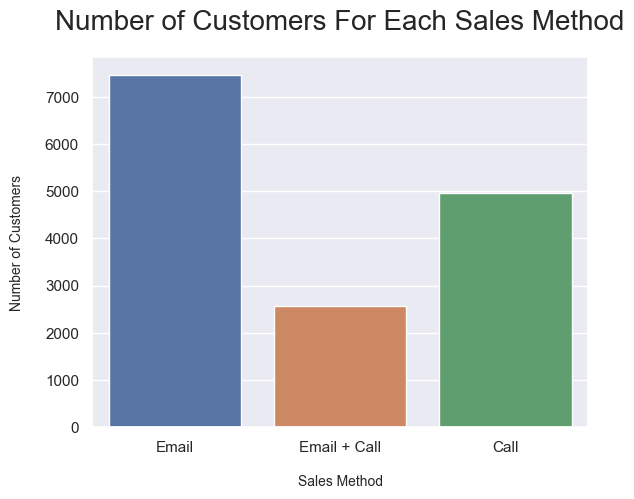 Number of Customers For Each Sales Method
Number of Customers
7000
6000
5000
4000
3000
2000
1000
0
Email
Email + Call
Call
Sales Method